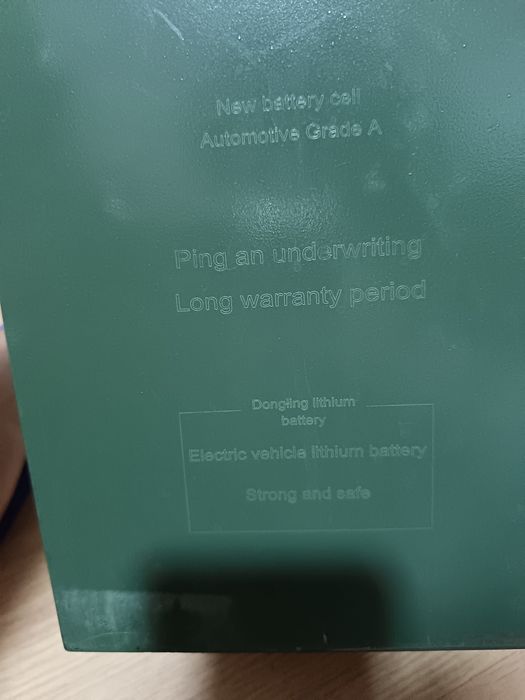 New battery cell
Automotive Grade A
Ping an underwriting
Long warranty period
Dongling lithium
battery
Electric vehicle lithium battery
Strong and safe